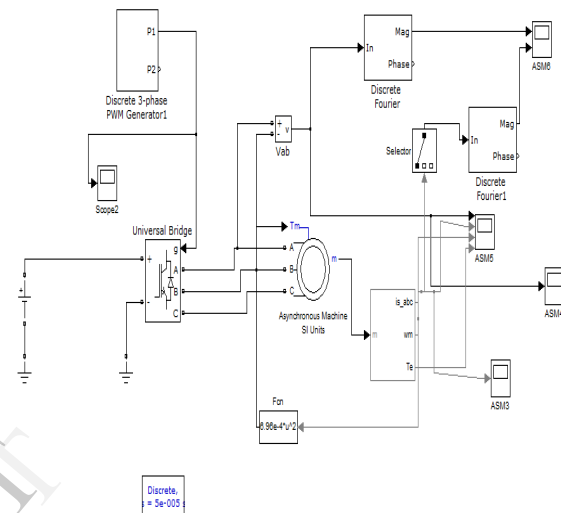 P1
P2
Discrete 3-phase
PWM Generator1
Scope2
Universal Bridge
g
+
A
B
-
C
+
+
-
v
Vab
In
Mag
Phase
Discrete
Fourier
ASM6
Selector
In
Mag
Phase
Discrete
Fourier1
Tm
A
B
C
m
Asynchronous Machine
SI Units
m
is_abc
wm
Te
ASM5
ASM4
ASM3
Fcn
6.96e-4*u^2
Discrete,
s = 5e-005 s